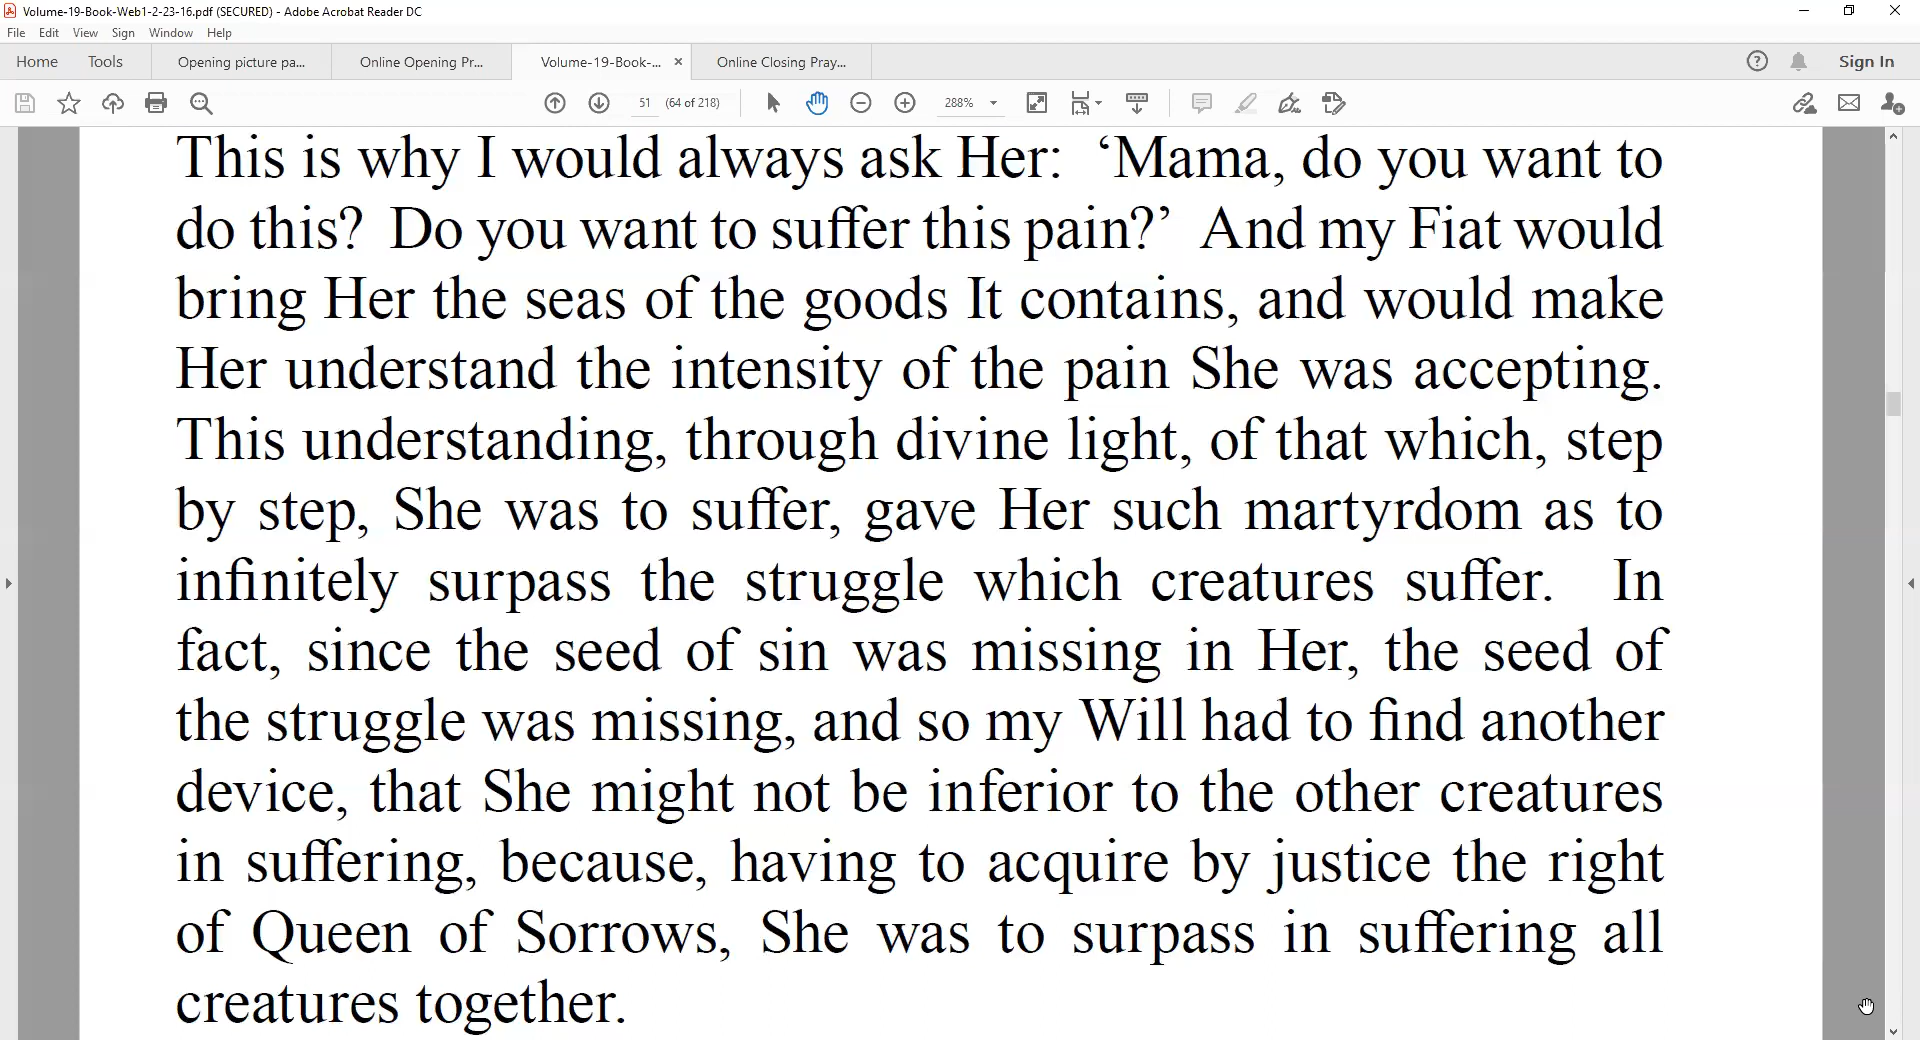 Volume-19-Book-Web1-2-23-16.pdf (SECURED) - Adobe Acrobat Reader DC
File Edit View Sign Window Help
Home Tools Opening picture pa... Online Opening Pr... Volume-19-Book-... × Online Closing Pray... Sign In
51 (64 of 218) 288%
This is why I would always ask Her: ‘Mama, do you want to
do this? Do you want to suffer this pain?’ And my Fiat would
bring Her the seas of the goods It contains, and would make
Her understand the intensity of the pain She was accepting.
This understanding, through divine light, of that which, step
by step, She was to suffer, gave Her such martyrdom as to
infinitely surpass the struggle which creatures suffer. In
fact, since the seed of sin was missing in Her, the seed of
the struggle was missing, and so my Will had to find another
device, that She might not be inferior to the other creatures
in suffering, because, having to acquire by justice the right
of Queen of Sorrows, She was to surpass in suffering all
creatures together.